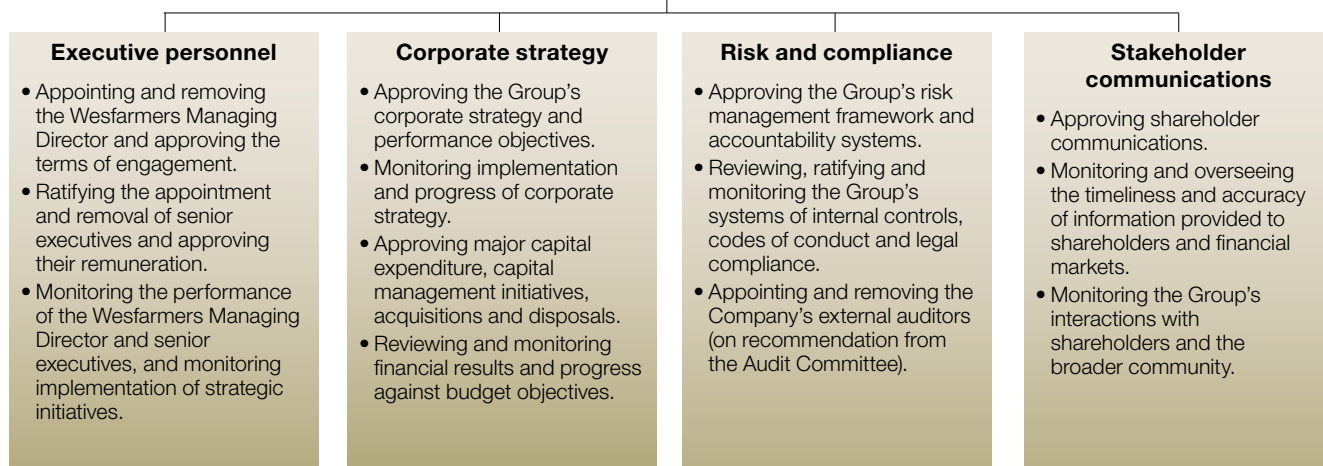 Executive personnel
• Appointing and removing
the Wesfarmers Managing
Director and approving the
terms of engagement.
• Ratifying the appointment
and removal of senior
executives and approving
their remuneration.
• Monitoring the performance
of the Wesfarmers Managing
Director and senior
executives, and monitoring
implementation of strategic
initiatives.
Corporate strategy
• Approving the Group’s
corporate strategy and
performance objectives.
• Monitoring implementation
and progress of corporate
strategy.
• Approving major capital
expenditure, capital
management initiatives,
acquisitions and disposals.
• Reviewing and monitoring
financial results and progress
against budget objectives.
Risk and compliance
• Approving the Group’s risk
management framework and
accountability systems.
• Reviewing, ratifying and
monitoring the Group’s
systems of internal controls,
codes of conduct and legal
compliance.
• Appointing and removing the
Company’s external auditors
(on recommendation from
the Audit Committee).
Stakeholder
communications
• Approving shareholder
communications.
• Monitoring and overseeing
the timeliness and accuracy
of information provided to
shareholders and financial
markets.
• Monitoring the Group’s
interactions with
shareholders and the
broader community.